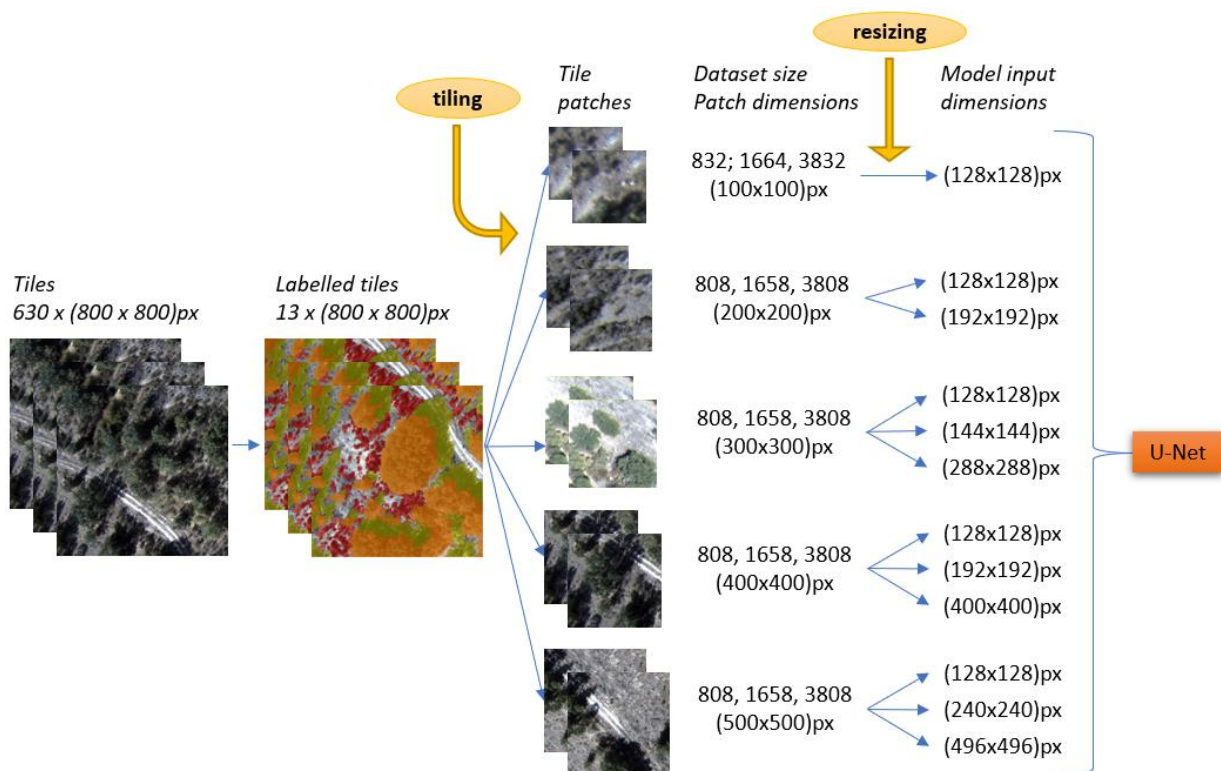 resizing
tiling
Tile
patches
Dataset size
Patch dimensions
Model input
dimensions
832; 1664, 3832
(100x100)px
(128x128)px
Tiles
630 x (800 x 800)px
Labelled tiles
13 x (800 x 800)px
808, 1658, 3808
(200x200)px
(128x128)px
(192x192)px
808, 1658, 3808
(300x300)px
(128x128)px
(144x144)px
(288x288)px
U-Net
808, 1658, 3808
(400x400)px
(128x128)px
(192x192)px
(400x400)px
808, 1658, 3808
(500x500)px
(128x128)px
(240x240)px
(496x496)px